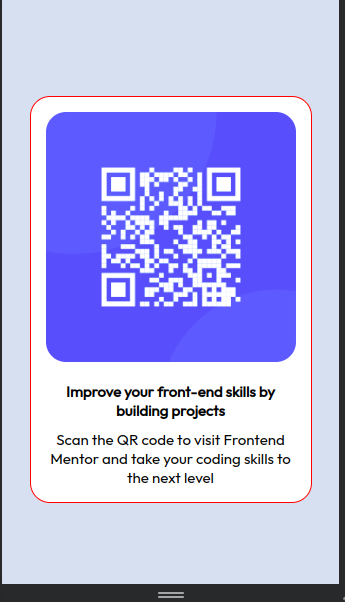 Improve your front-end skills by
building projects
Scan the QR code to visit Frontend
Mentor and take your coding skills to
the next level